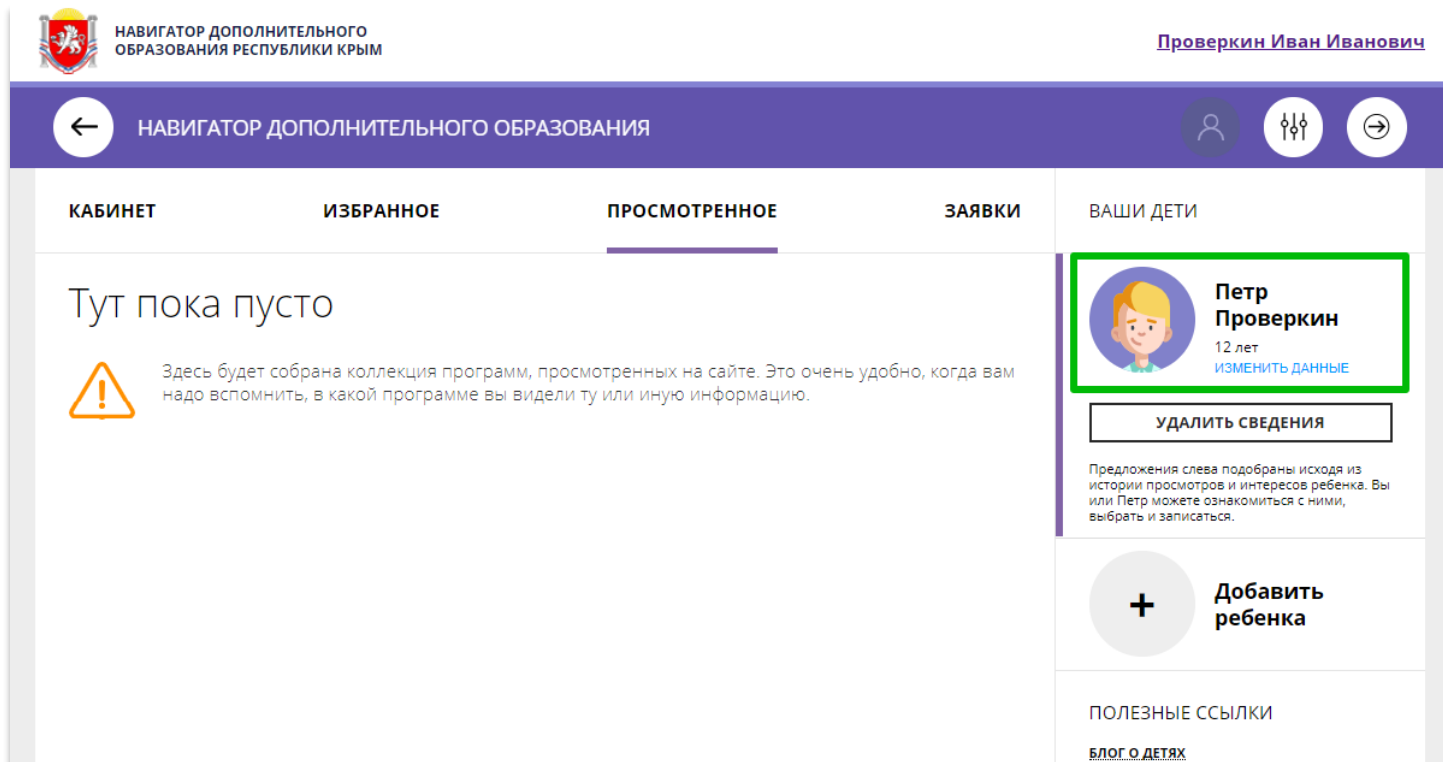 НАВИГАТОР ДОПОЛНИТЕЛЬНОГО
ОБРАЗОВАНИЯ РЕСПУБЛИКИ КРЫМ
Проверкин Иван Иванович
НАВИГАТОР ДОПОЛНИТЕЛЬНОГО ОБРАЗОВАНИЯ
КАБИНЕТ
ИЗБРАННОЕ
ПРОСМОТРЕННОЕ
ЗАЯВКИ
Тут пока пусто
Здесь будет собрана коллекция программ, просмотренных на сайте. Это очень удобно, когда вам
надо вспомнить, в какой программе вы видели ту или иную информацию.
ВАШИ ДЕТИ
Петр
Проверкин
12 лет
ИЗМЕНИТЬ ДАННЫЕ
УДАЛИТЬ СВЕДЕНИЯ
Предложения слева подобраны исходя из
истории просмотров и интересов ребенка. Вы
или Петр можете ознакомиться с ними,
выбрать и записаться.
+
Добавить
ребенка
ПОЛЕЗНЫЕ ССЫЛКИ
БЛОГ О ДЕТЯХ